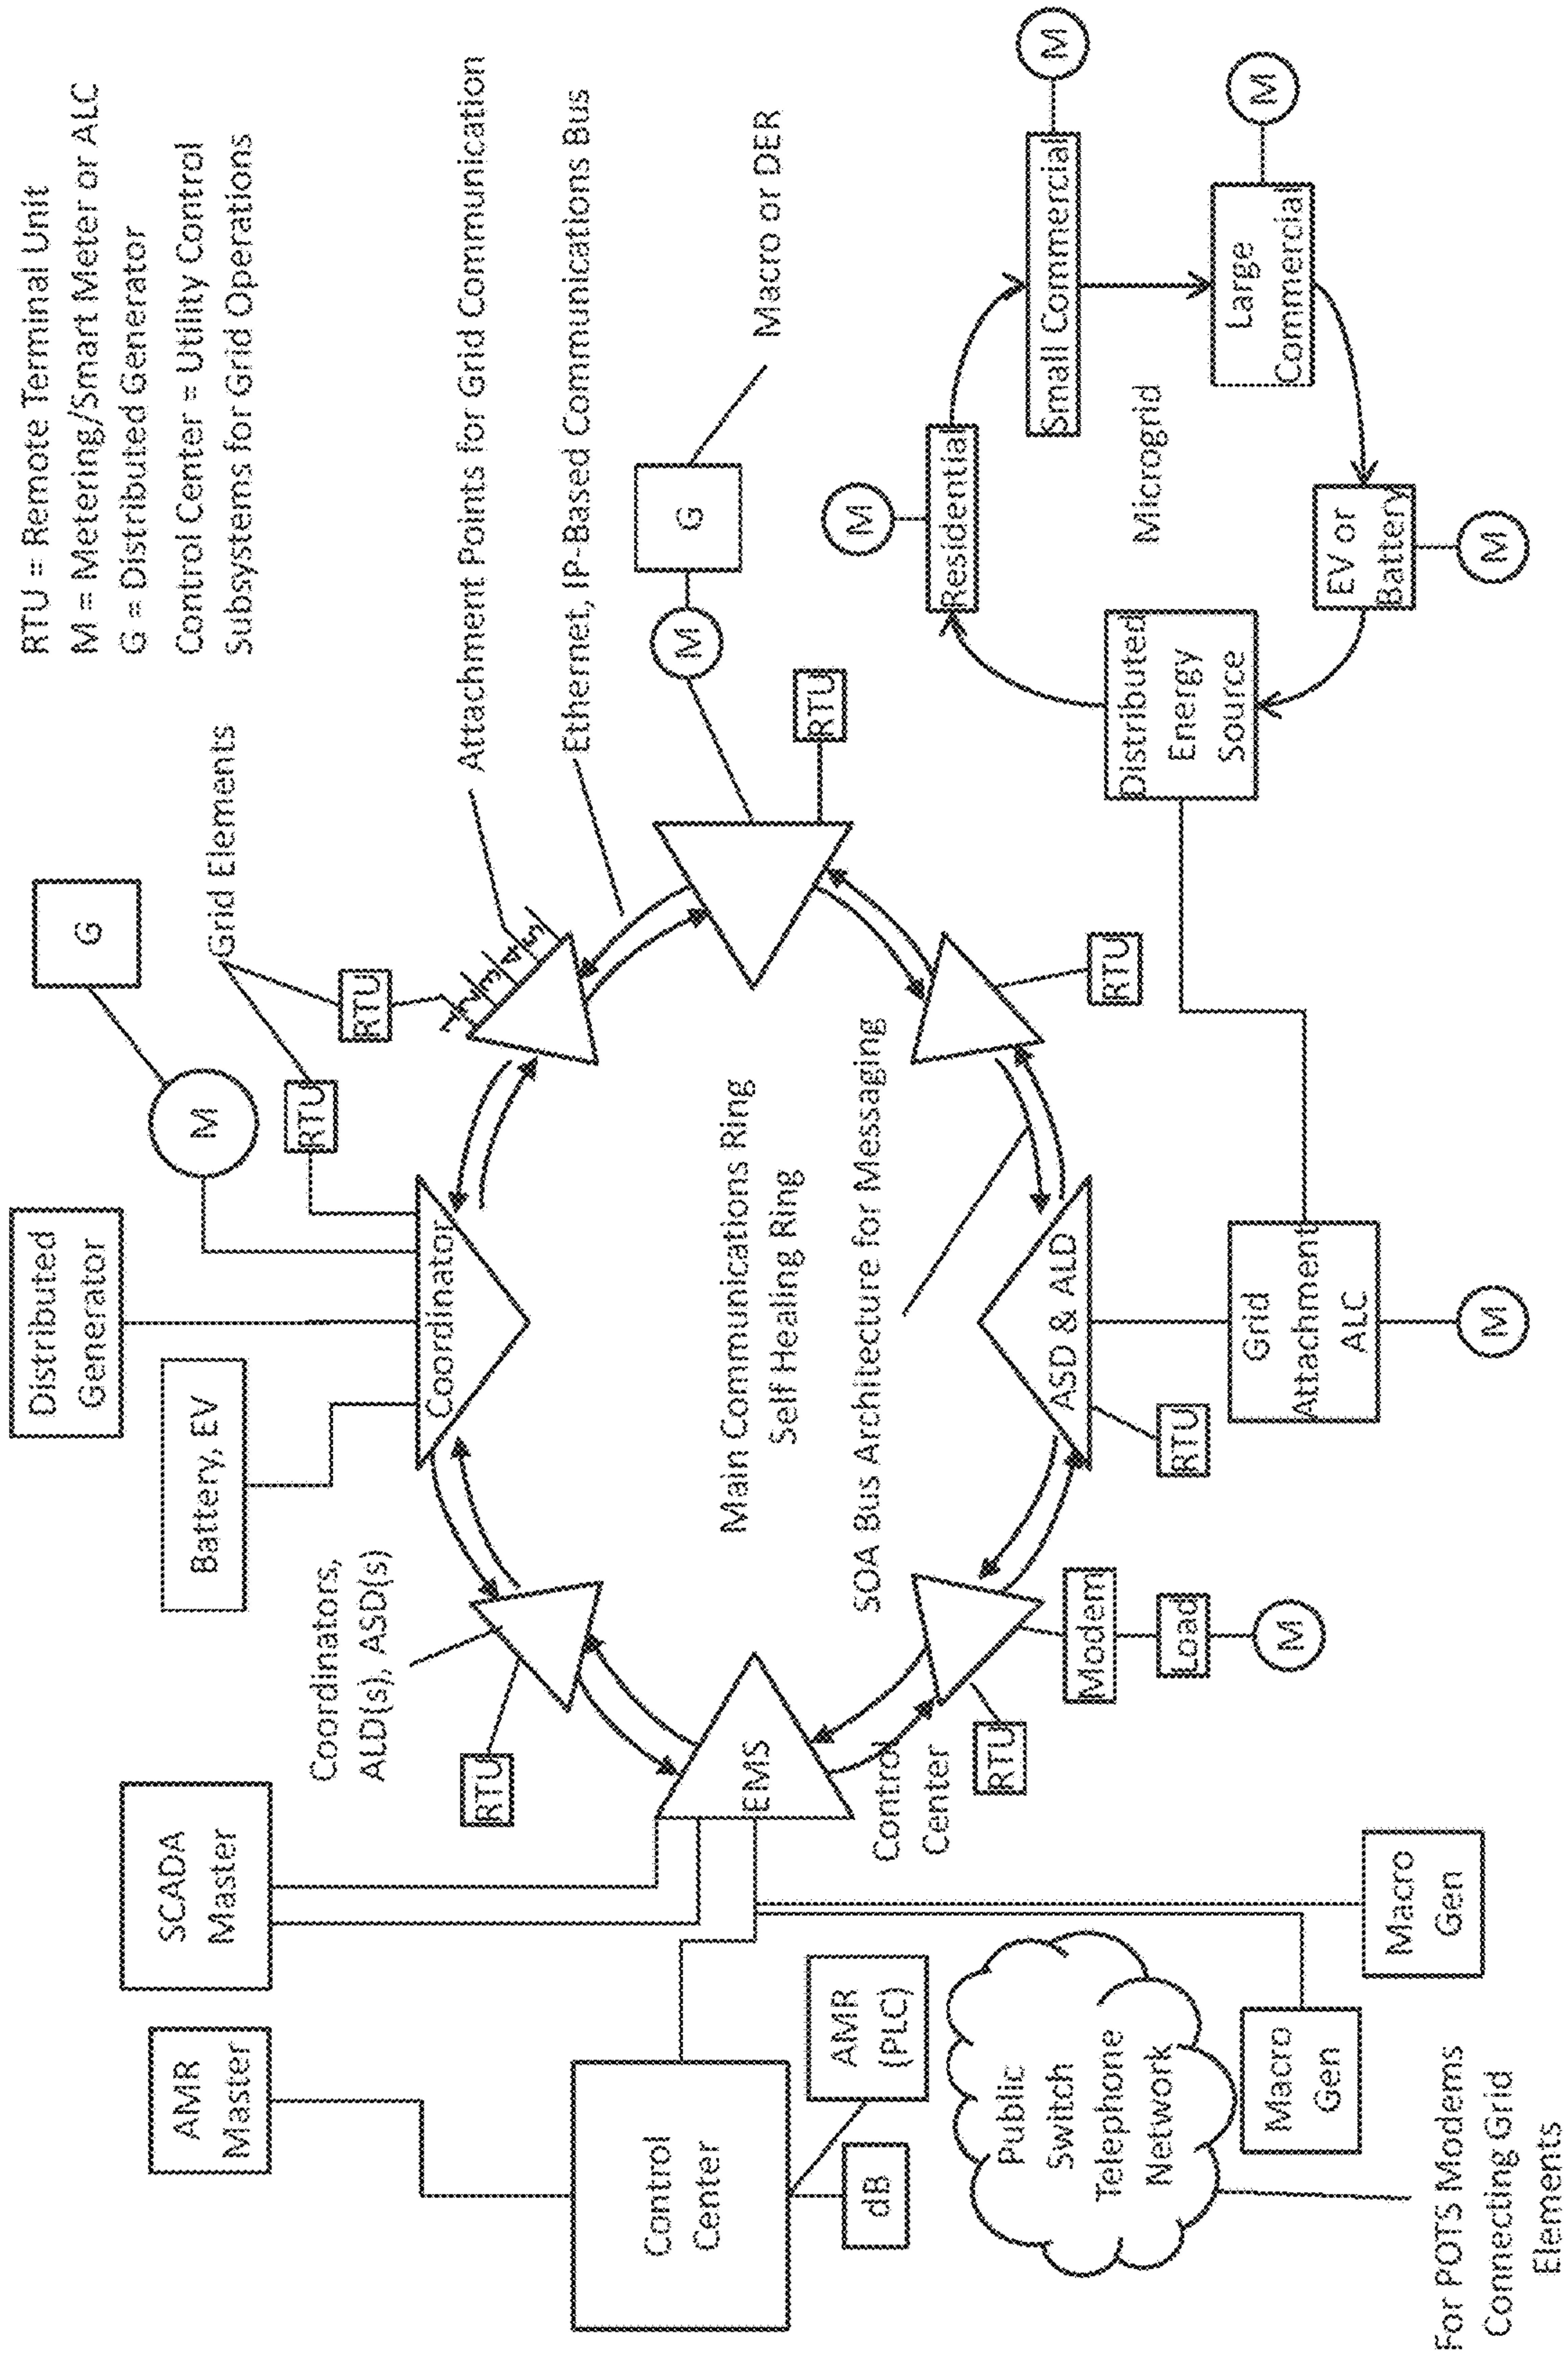 RTU = Remote Terminal Unit
M = Metering/Smart Meter or ALC
G = Distributed Generator
Control Center = Utility Control
Subsystems for Grid Operations
Distributed
Generator
G
Battery, EV
M
Grid Elements
RTU
RTU
SCADA
Master
AMR
Master
Coordinators,
ALD(s), ASD(s)
Coordinator
Attachment Points for Grid Communication
RTU
Ethernet, IP-Based Communications Bus
Control
Center
EMS
Main Communications Ring
Self Healing Ring
M
G
Macro or DER
RTU
SOA Bus Architecture for Messaging
AMR
(PLC)
dB
Control
Center
RTU
M
Residential
Small Commercial
M
Public
Switch
Telephone
Network
Modem
ASD & ALD
RTU
Distributed
Energy
Source
Microgrid
Load
RTU
M
Grid
Attachment
ALC
Large
Commercial
M
EV or
Battery
Macro
Gen
Macro
Gen
M
M
For POTS Modems
Connecting Grid
Elements